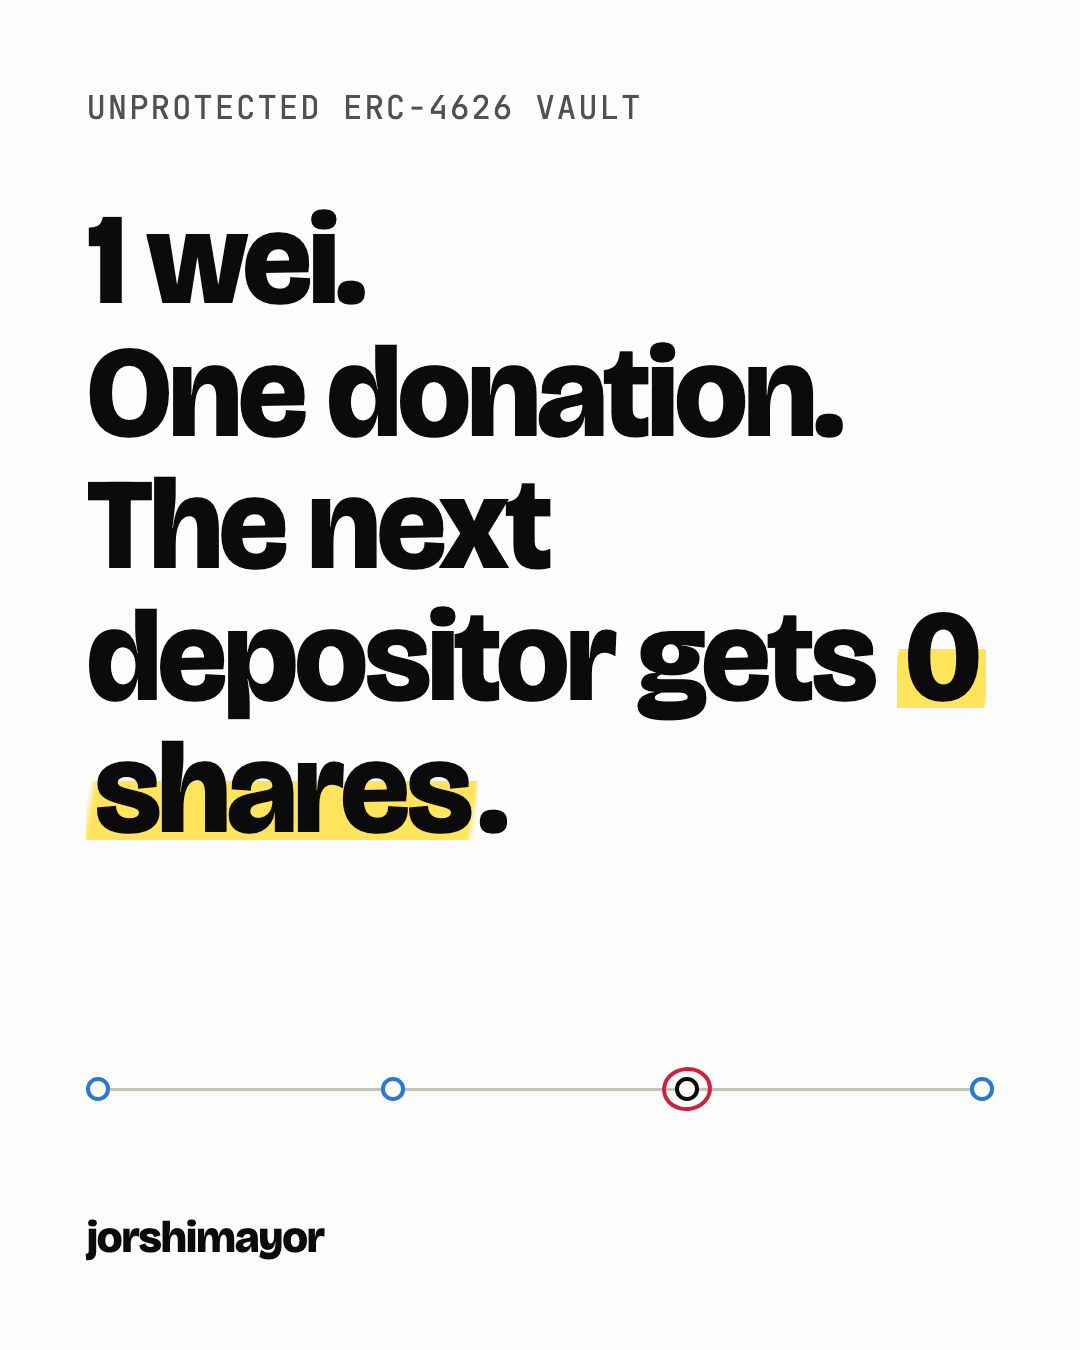 UNPROTECTED ERC-4626 VAULT
1 wei.
One donation.
The next
depositor gets 0
shares.
jorshimayor